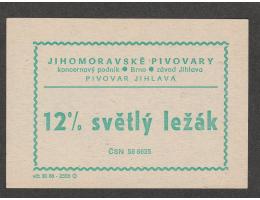 JIHOMORAVSKÉ PIVOVARY
koncernový podnik • Brno • závod Jihlava
PIVOVAR JIHLAVA
12% světlý ležák
ČSN 56 6635